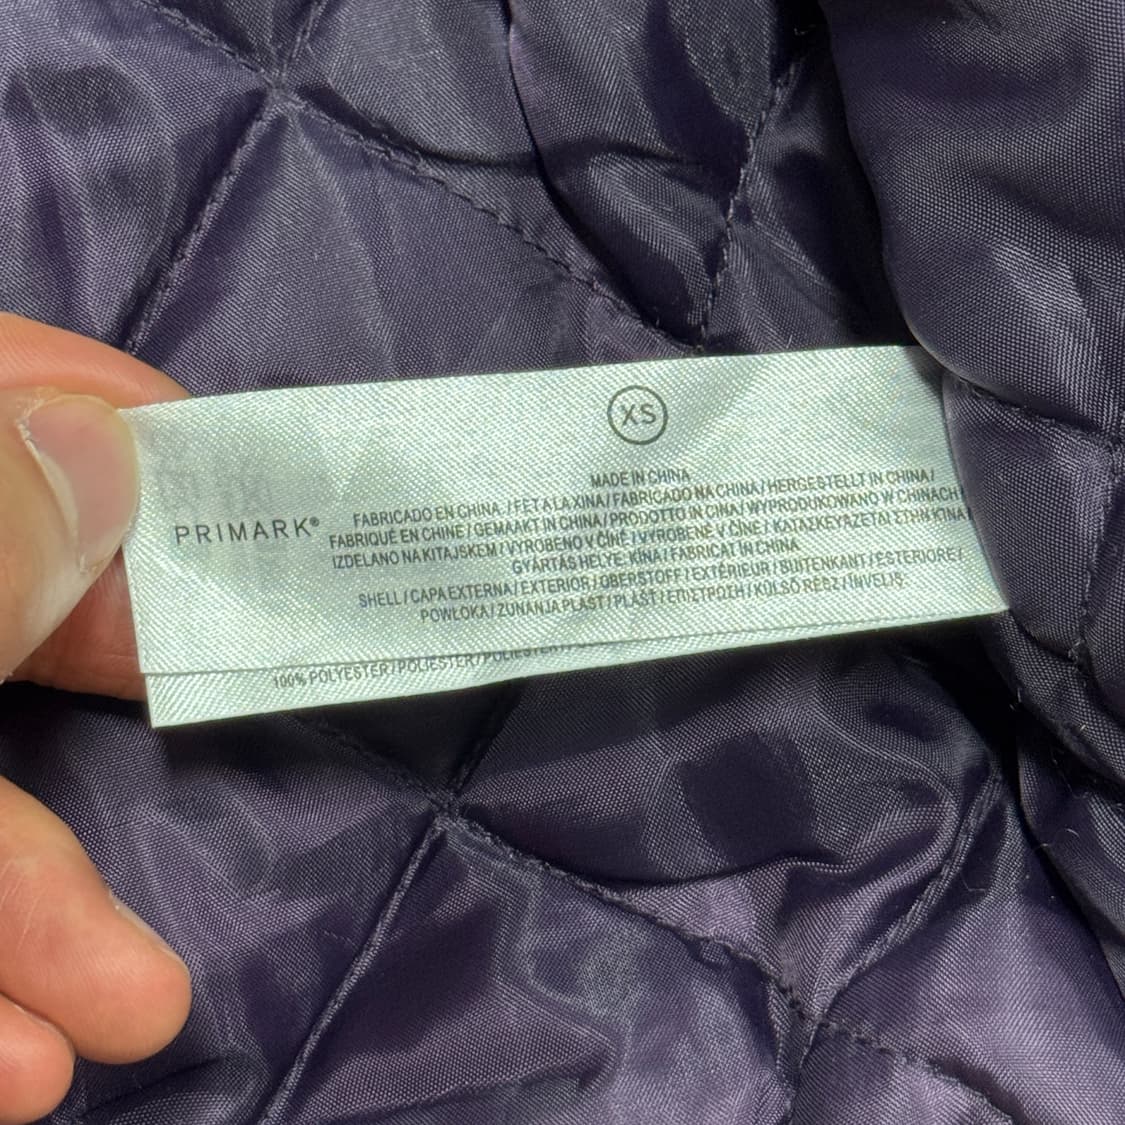 XS
PRIMARK®
MADE IN CHINA
FABRICADO EN CHINA / FET A LA XINA / FABRICADO NA CHINA / HERGESTELLT IN CHINA /
FABRIQUÉ EN CHINE / GEMAAKT IN CHINA / PRODOTTO IN CINA / WYPRODUKOWANO W CHINACH
IZDELANO NA KITAJSKEM / VYROBENO V ČÍNĚ / VYROBENÉ V ČÍNE / ΚΑΤΑΣΚΕΥΑΖΕΤΑΙ ΣΤΗΝ ΚΙΝΑ /
GYÁRTÁS HELYE: KÍNA / FABRICAT ÎN CHINA
SHELL / CAPA EXTERNA / EXTERIOR / OBERSTOFF / EXTÉRIEUR / BUITENKANT / ESTERIORE /
POWŁOKA / ZUNANJA PLAST / PLÁŠŤ / ΕΠΙΣΤΡΩΣΗ / KÜLSŐ RÉSZ / ÎNVELIȘ:
100% POLYESTER / POLIÉSTER / POLIESTER /